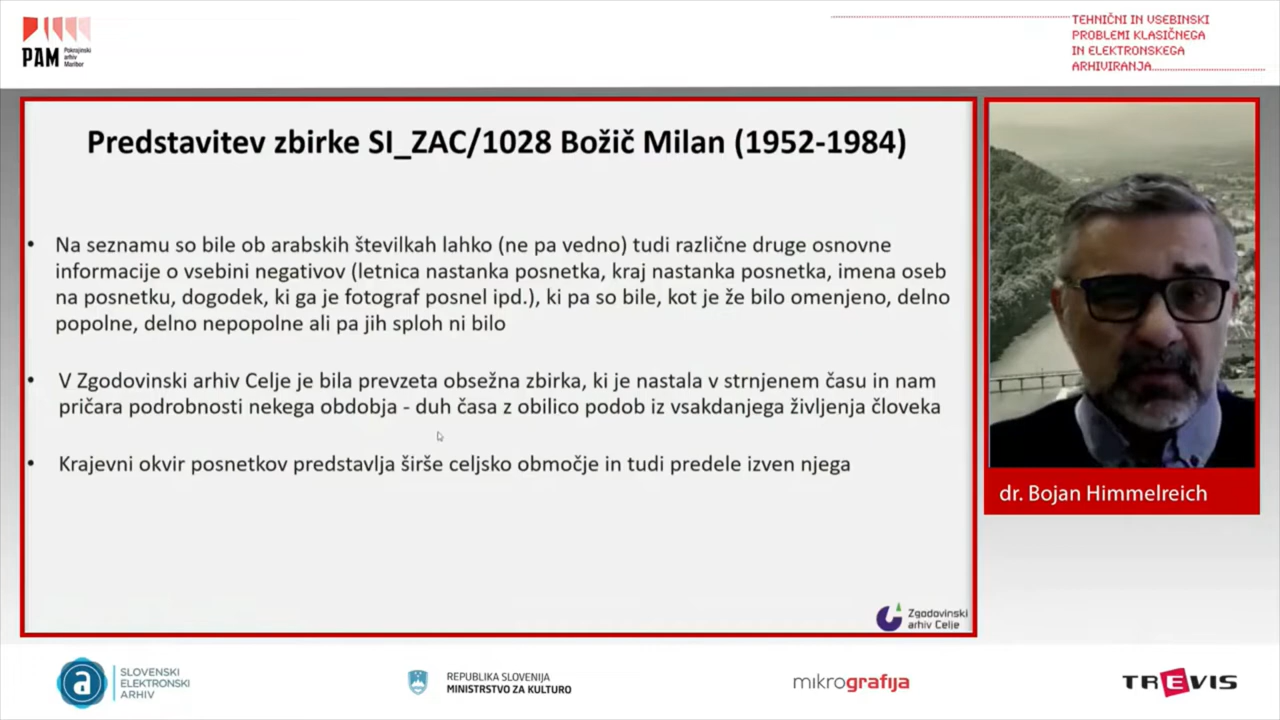 PAM
Pokrajinski
arhiv
Maribor
TEHNIČNI IN VSEBINSKI
PROBLEMI KLASIČNEGA
IN ELEKTRONSKEGA
ARHIVIRANJA
Predstavitev zbirke SI_ZAC/1028 Božič Milan (1952-1984)
• Na seznamu so bile ob arabskih številkah lahko (ne pa vedno) tudi različne druge osnovne
informacije o vsebini negativov (letnica nastanka posnetka, kraj nastanka posnetka, imena oseb
na posnetku, dogodek, ki ga je fotograf posnel ipd.), ki pa so bile, kot je že bilo omenjeno, delno
popolne, delno nepopolne ali pa jih sploh ni bilo
• V Zgodovinski arhiv Celje je bila prevzeta obsežna zbirka, ki je nastala v strnjenem času in nam
pričara podrobnosti nekega obdobja - duh časa z obilico podob iz vsakdanjega življenja človeka
• Krajevni okvir posnetkov predstavlja širše celjsko območje in tudi predele izven njega
Zgodovinski
arhiv Celje
dr. Bojan Himmelreich
a
SLOVENSKI
ELEKTRONSKI
ARHIV
REPUBLIKA SLOVENIJA
MINISTRSTVO ZA KULTURO
mikrografija
TREVIS